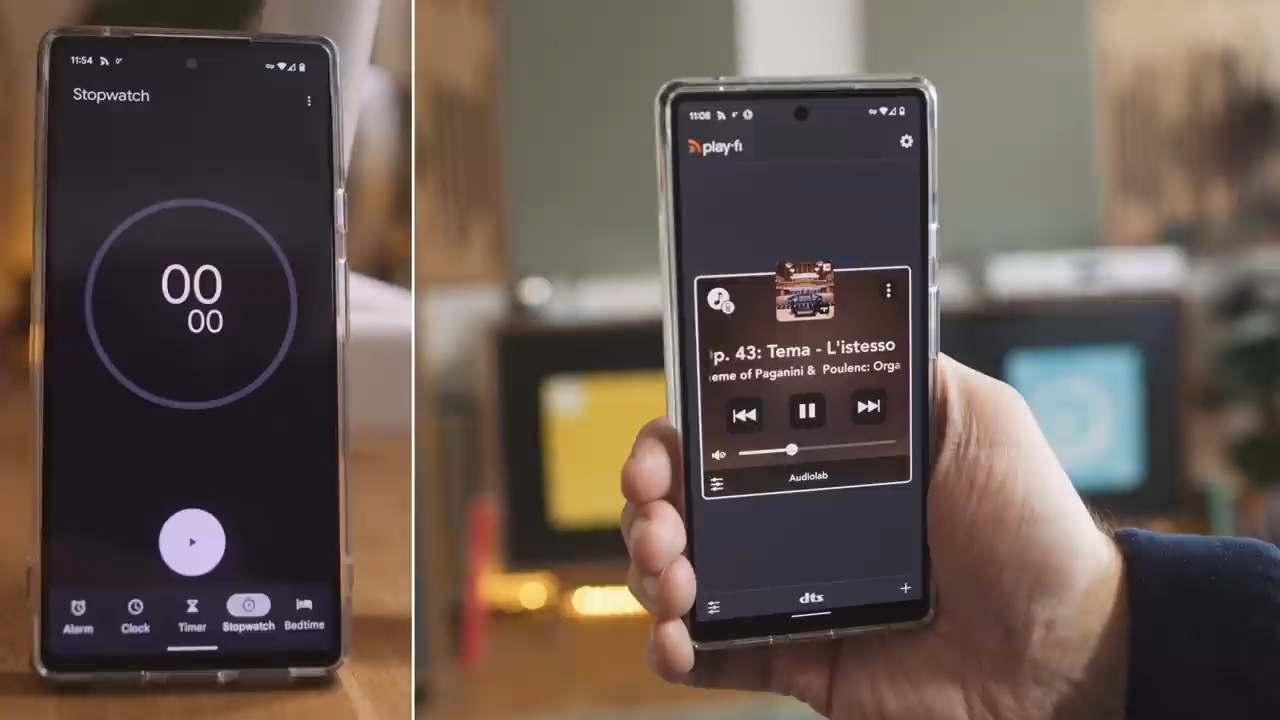 11:54
Stopwatch
00
00
Alarm
Clock
Timer
Stopwatch
Bedtime
11:08
play-fi
p. 43: Tema - L'istesso
eme of Paganini & Poulenc: Orga
Audiolab
dts